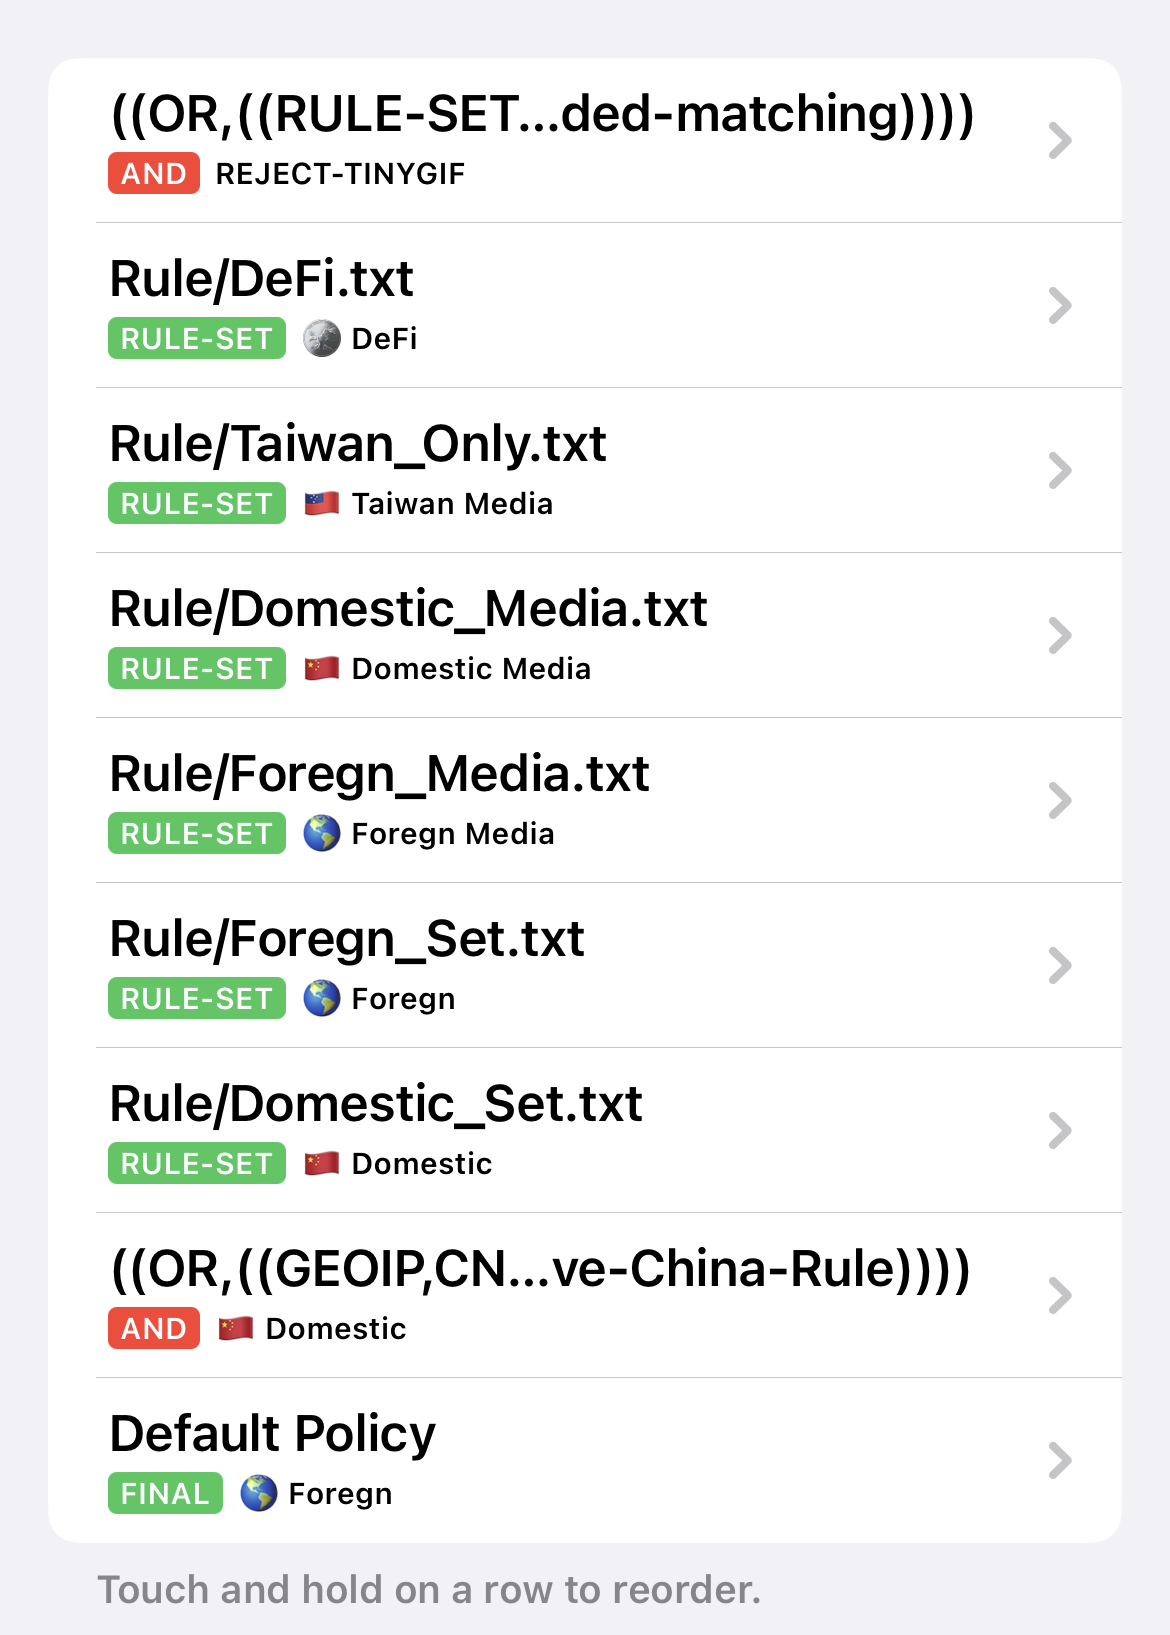 ((OR,((RULE-SET...ded-matching))))
AND REJECT-TINYGIF
Rule/DeFi.txt
RULE-SET DeFi
Rule/Taiwan_Only.txt
RULE-SET 🇹🇼 Taiwan Media
Rule/Domestic_Media.txt
RULE-SET 🇨🇳 Domestic Media
Rule/Foregn_Media.txt
RULE-SET 🌎 Foregn Media
Rule/Foregn_Set.txt
RULE-SET 🌎 Foregn
Rule/Domestic_Set.txt
RULE-SET 🇨🇳 Domestic
((OR,((GEOIP,CN...ve-China-Rule))))
AND 🇨🇳 Domestic
Default Policy
FINAL 🌎 Foregn
Touch and hold on a row to reorder.